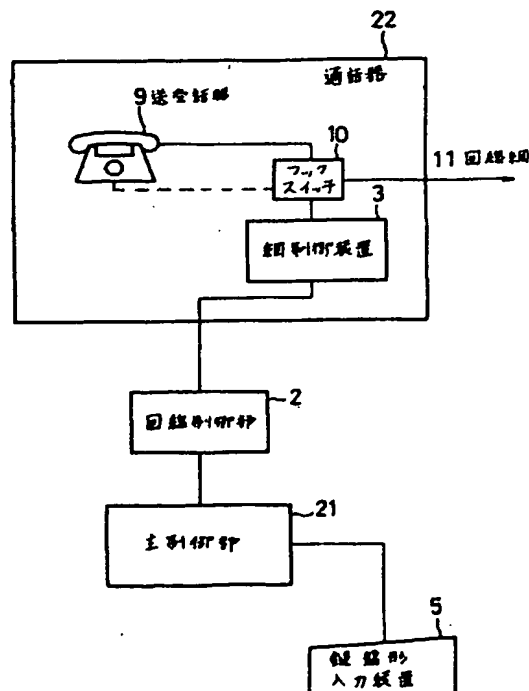 22
通話部
9 送受話部
10
フック
スイッチ
11 回線網
3
網制御装置
2
回線制御部
21
主制御部
5
鍵盤形
入力装置